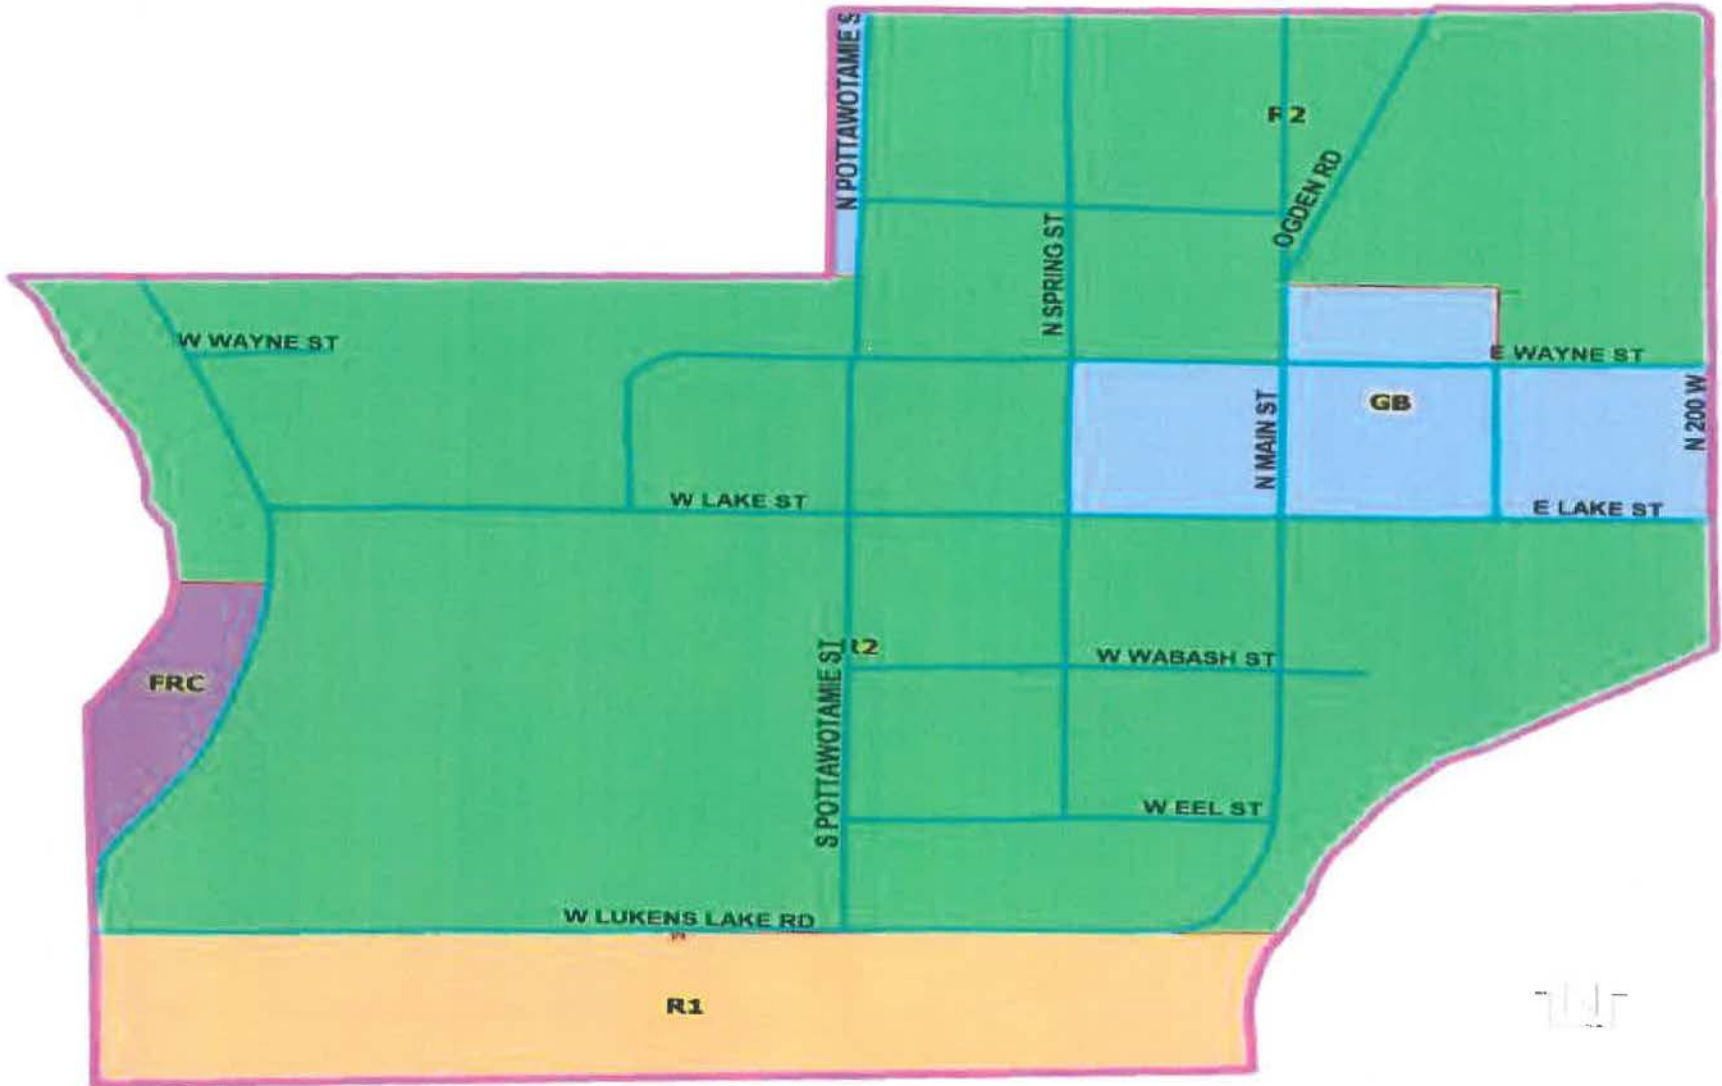 N POTTAWOTAMIE S
R2
OGDEN RD
N SPRING ST
W WAYNE ST
E WAYNE ST
GB
N MAIN ST
N 200 W
W LAKE ST
E LAKE ST
R2
S POTTAWOTAMIE ST
W WABASH ST
FRC
W EEL ST
W LUKENS LAKE RD
R1